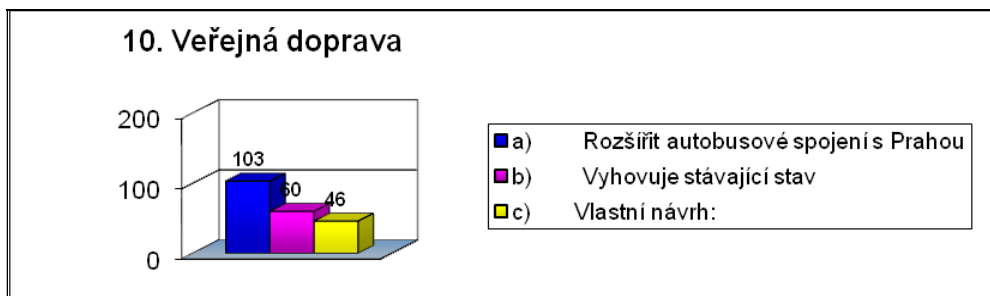 10. Veřejná doprava
200
100
0
103
60
46
a) Rozšířit autobusové spojení s Prahou
b) Vyhovuje stávající stav
c) Vlastní návrh: